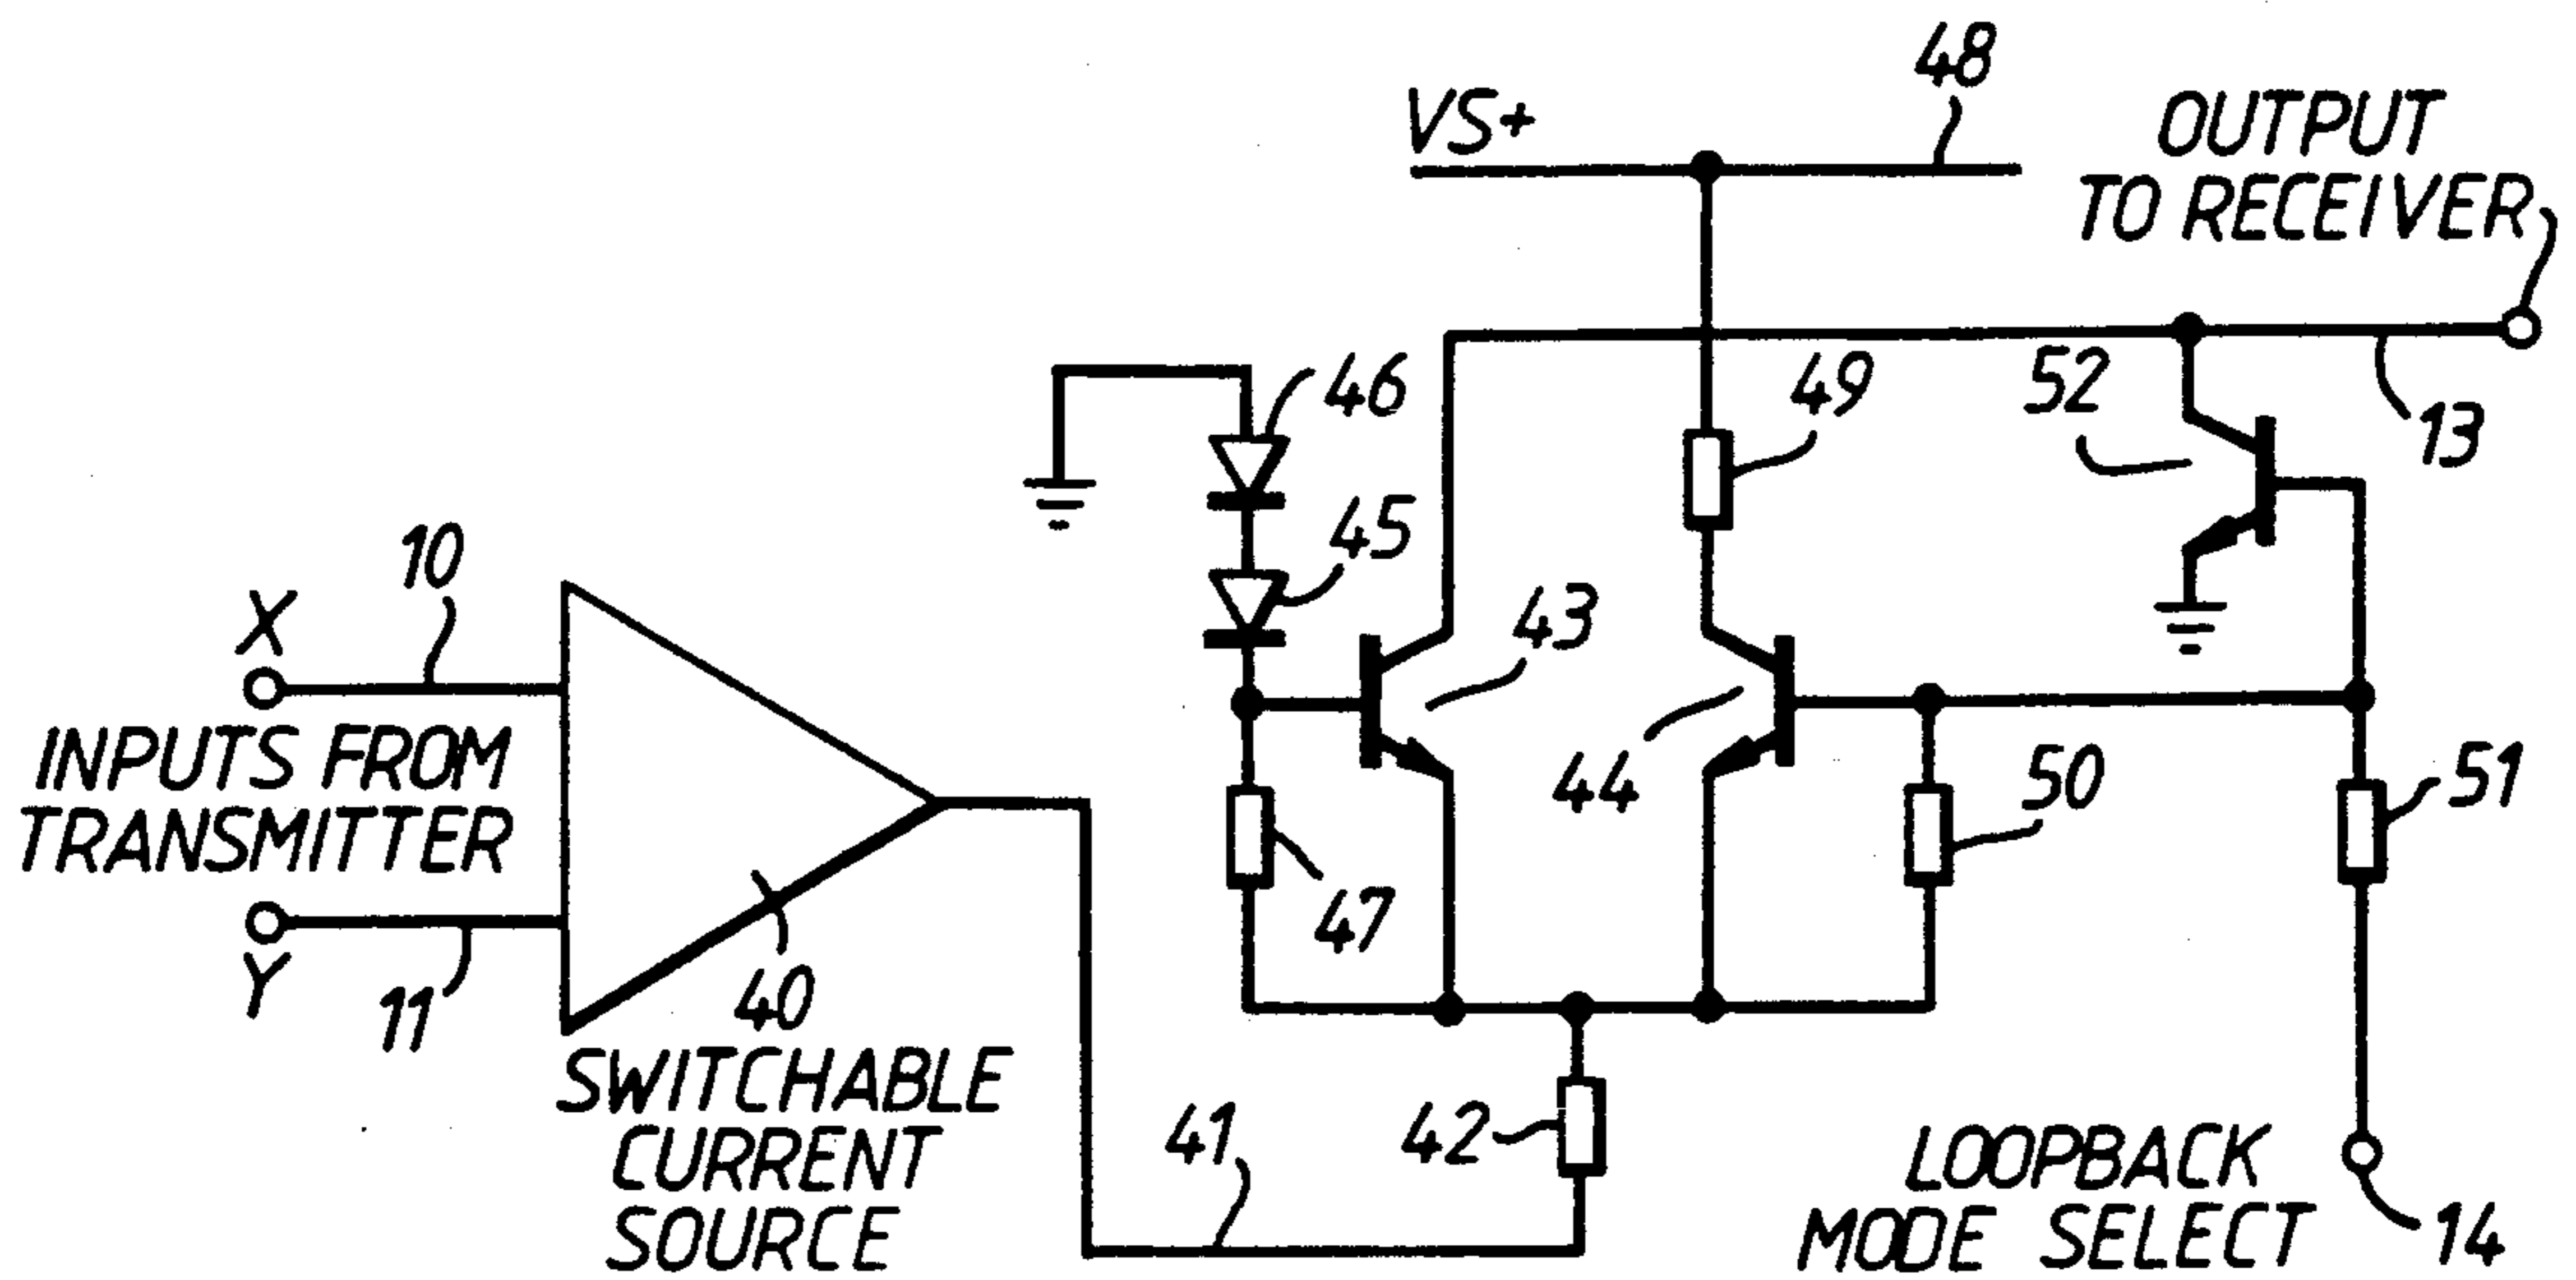 48
VS+
OUTPUT
TO RECEIVER
46
49
52
13
45
10
X
43
INPUTS FROM
TRANSMITTER
44
50
51
47
Y
11
40
SWITCHABLE
CURRENT
SOURCE
41
42
LOOPBACK
MODE SELECT
14